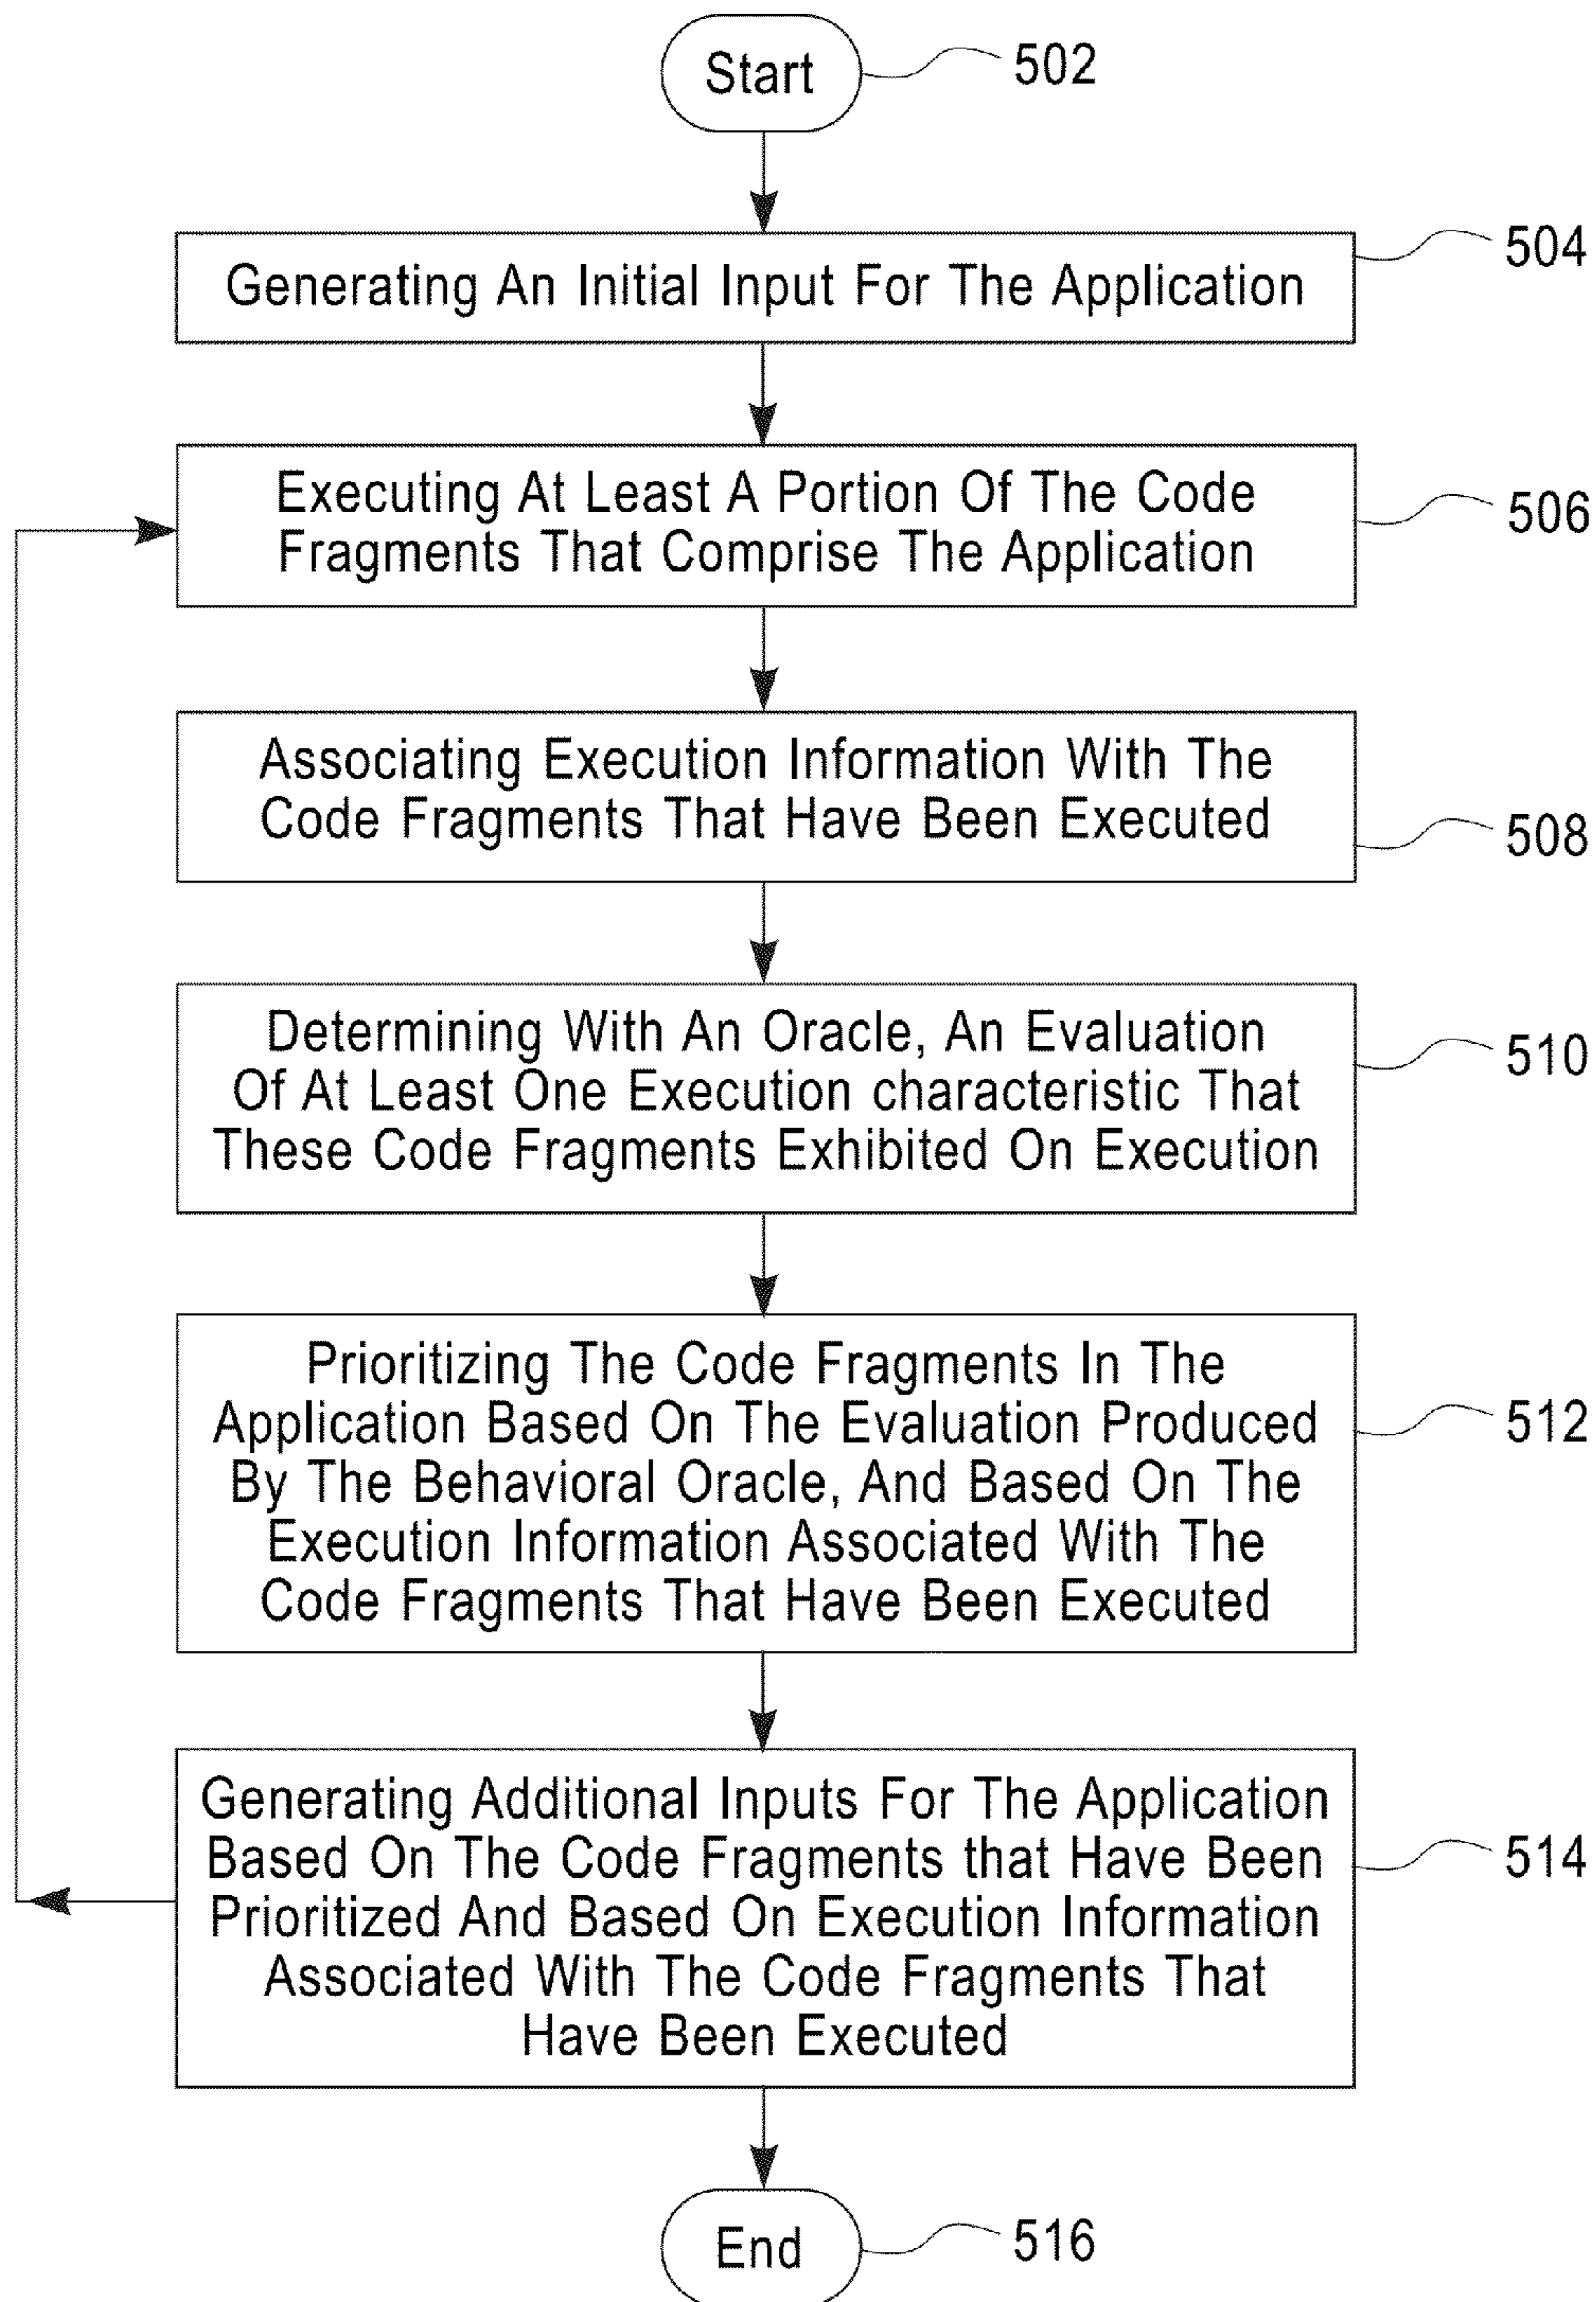 Start
502
Generating An Initial Input For The Application
504
Executing At Least A Portion Of The Code
Fragments That Comprise The Application
506
Associating Execution Information With The
Code Fragments That Have Been Executed
508
Determining With An Oracle, An Evaluation
Of At Least One Execution characteristic That
These Code Fragments Exhibited On Execution
510
Prioritizing The Code Fragments In The
Application Based On The Evaluation Produced
By The Behavioral Oracle, And Based On The
Execution Information Associated With The
Code Fragments That Have Been Executed
512
Generating Additional Inputs For The Application
Based On The Code Fragments that Have Been
Prioritized And Based On Execution Information
Associated With The Code Fragments That
Have Been Executed
514
End
516